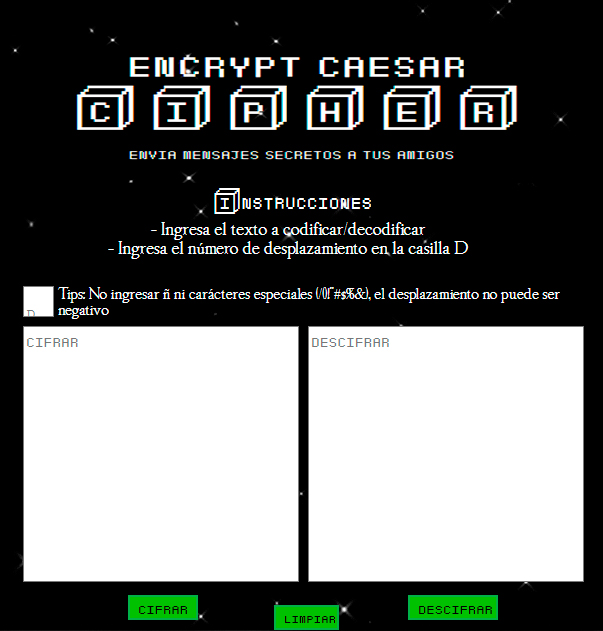 ENCRYPT CAESAR
CIPHER
ENVIA MENSAJES SECRETOS A TUS AMIGOS
INSTRUCCIONES
- Ingresa el texto a codificar/decodificar
- Ingresa el número de desplazamiento en la casilla D
D
Tips: No ingresar ñ ni carácteres especiales (/()!"#$%&), el desplazamiento no puede ser
negativo
CIFRAR
DESCIFRAR
CIFRAR
LIMPIAR
DESCIFRAR